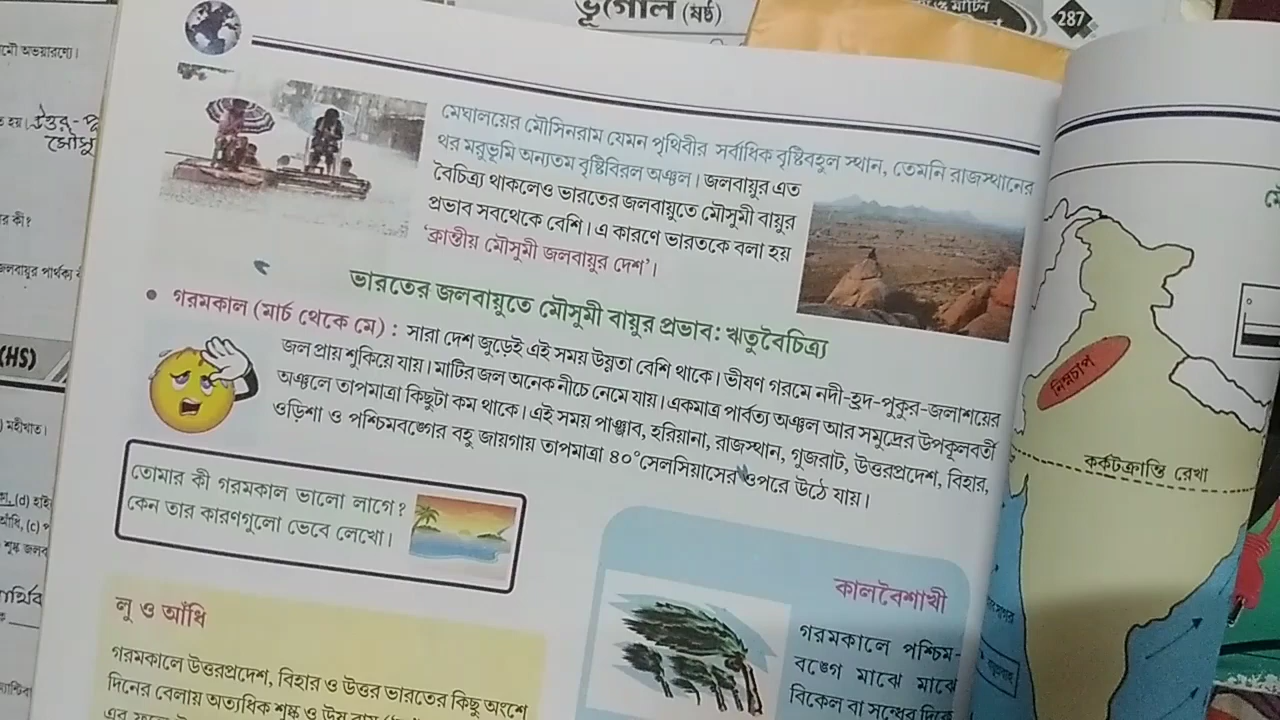 ভূগোল (ষষ্ঠ)
287
মেঘালয়ের মৌসিনরাম যেমন পৃথিবীর সর্বাধিক বৃষ্টিবহুল স্থান, তেমনি রাজস্থানের
থর মরুভূমি অন্যতম বৃষ্টিবিরল অঞ্চল। জলবায়ুর এত
বৈচিত্র্য থাকলেও ভারতের জলবায়ুতে মৌসুমী বায়ুর
প্রভাব সবথেকে বেশি। এ কারণে ভারতকে বলা হয়
‘ক্রান্তীয় মৌসুমী জলবায়ুর দেশ’।
ভারতের জলবায়ুতে মৌসুমী বায়ুর প্রভাব: ঋতুবৈচিত্র্য
• গরমকাল (মার্চ থেকে মে) : সারা দেশ জুড়েই এই সময় উষ্ণতা বেশি থাকে। ভীষণ গরমে নদী-হ্রদ-পুকুর-জলাশয়ের
জল প্রায় শুকিয়ে যায়। মাটির জল অনেক নীচে নেমে যায়। একমাত্র পার্বত্য অঞ্চল আর সমুদ্রের উপকূলবর্তী
অঞ্চলে তাপমাত্রা কিছুটা কম থাকে। এই সময় পাঞ্জাব, হরিয়ানা, রাজস্থান, গুজরাট, উত্তরপ্রদেশ, বিহার,
ওড়িশা ও পশ্চিমবঙ্গের বহু জায়গায় তাপমাত্রা ৪০°সেলসিয়াসের ওপরে উঠে যায়।
তোমার কী গরমকাল ভালো লাগে?
কেন তার কারণগুলো ভেবে লেখো।
লু ও আঁধি
গরমকালে উত্তরপ্রদেশ, বিহার ও উত্তর ভারতের কিছু অংশে
দিনের বেলায় অত্যধিক শুষ্ক ও উষ্ণ বায়ু
কালবৈশাখী
গরমকালে পশ্চিম-
বঙ্গে মাঝে মাঝে
বিকেল বা সন্ধের দিকে
নিম্নচাপ
কর্কটক্রান্তি রেখা
(HS)